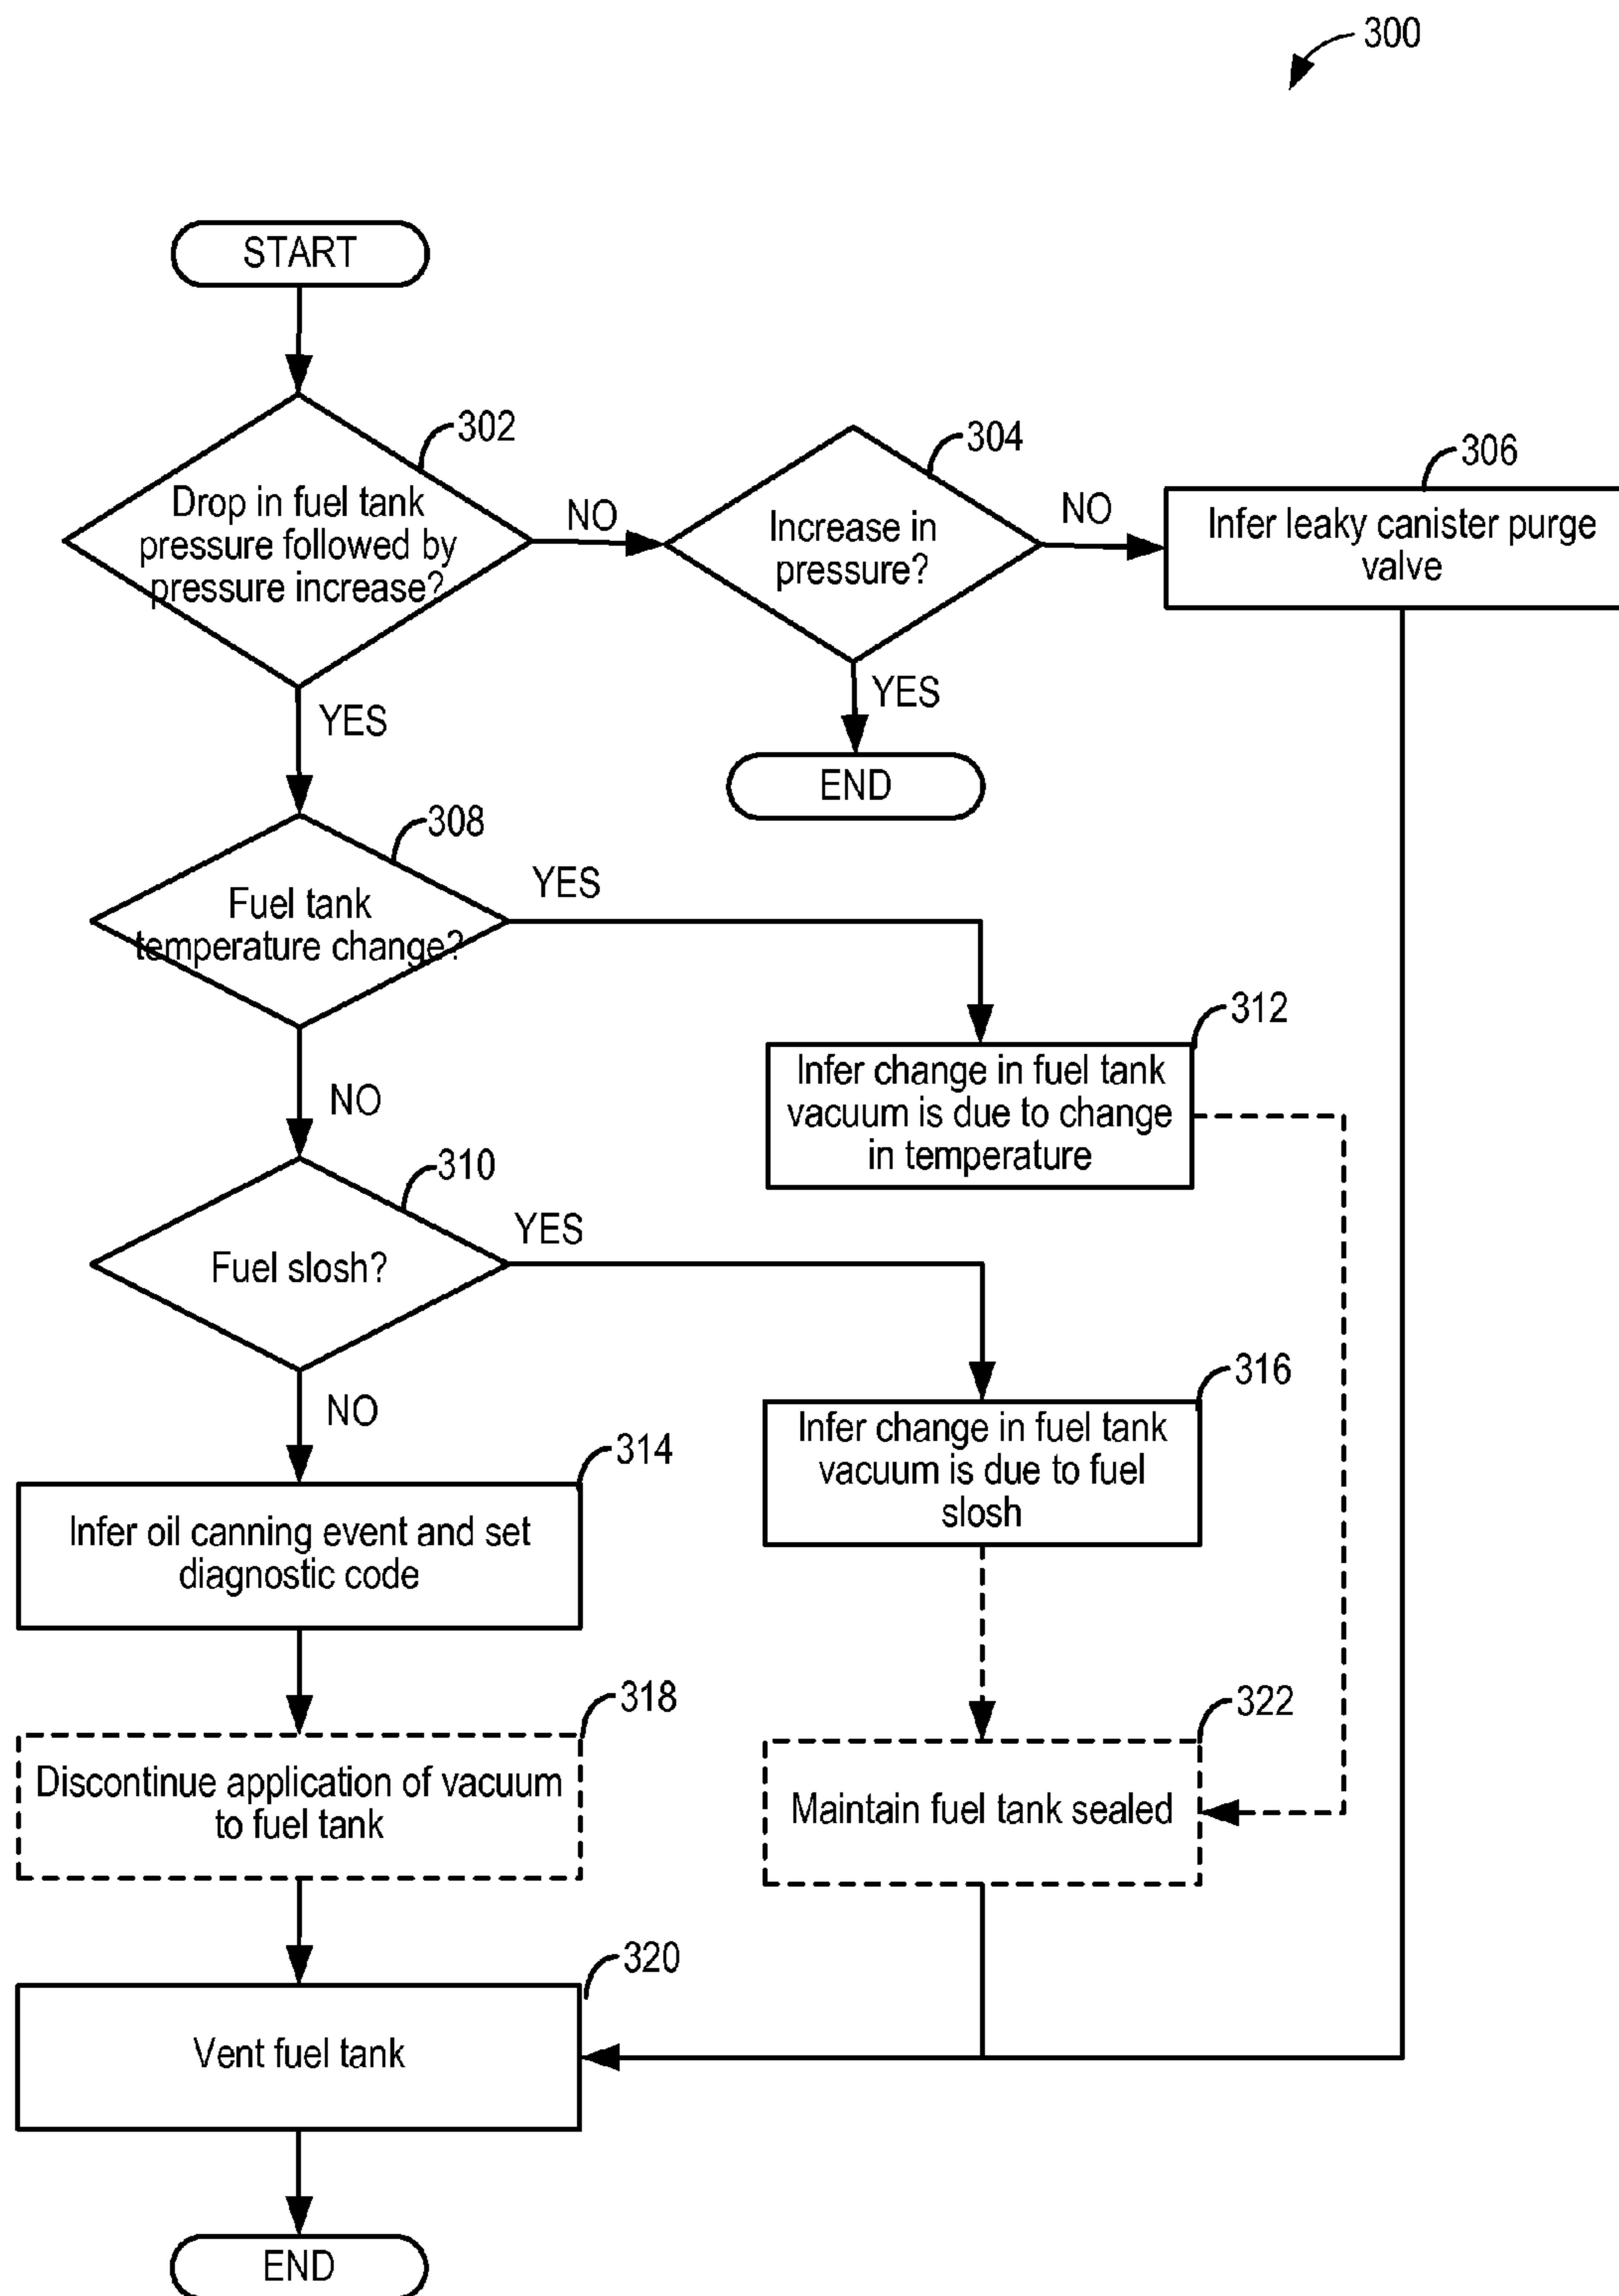 300
START
302
Drop in fuel tank
pressure followed by
pressure increase?
NO
304
Increase in
pressure?
NO
306
Infer leaky canister purge
valve
YES
YES
END
308
Fuel tank
temperature change?
YES
312
Infer change in fuel tank
vacuum is due to change
in temperature
NO
310
Fuel slosh?
YES
316
Infer change in fuel tank
vacuum is due to fuel
slosh
NO
314
Infer oil canning event and set
diagnostic code
318
Discontinue application of vacuum
to fuel tank
322
Maintain fuel tank sealed
320
Vent fuel tank
END